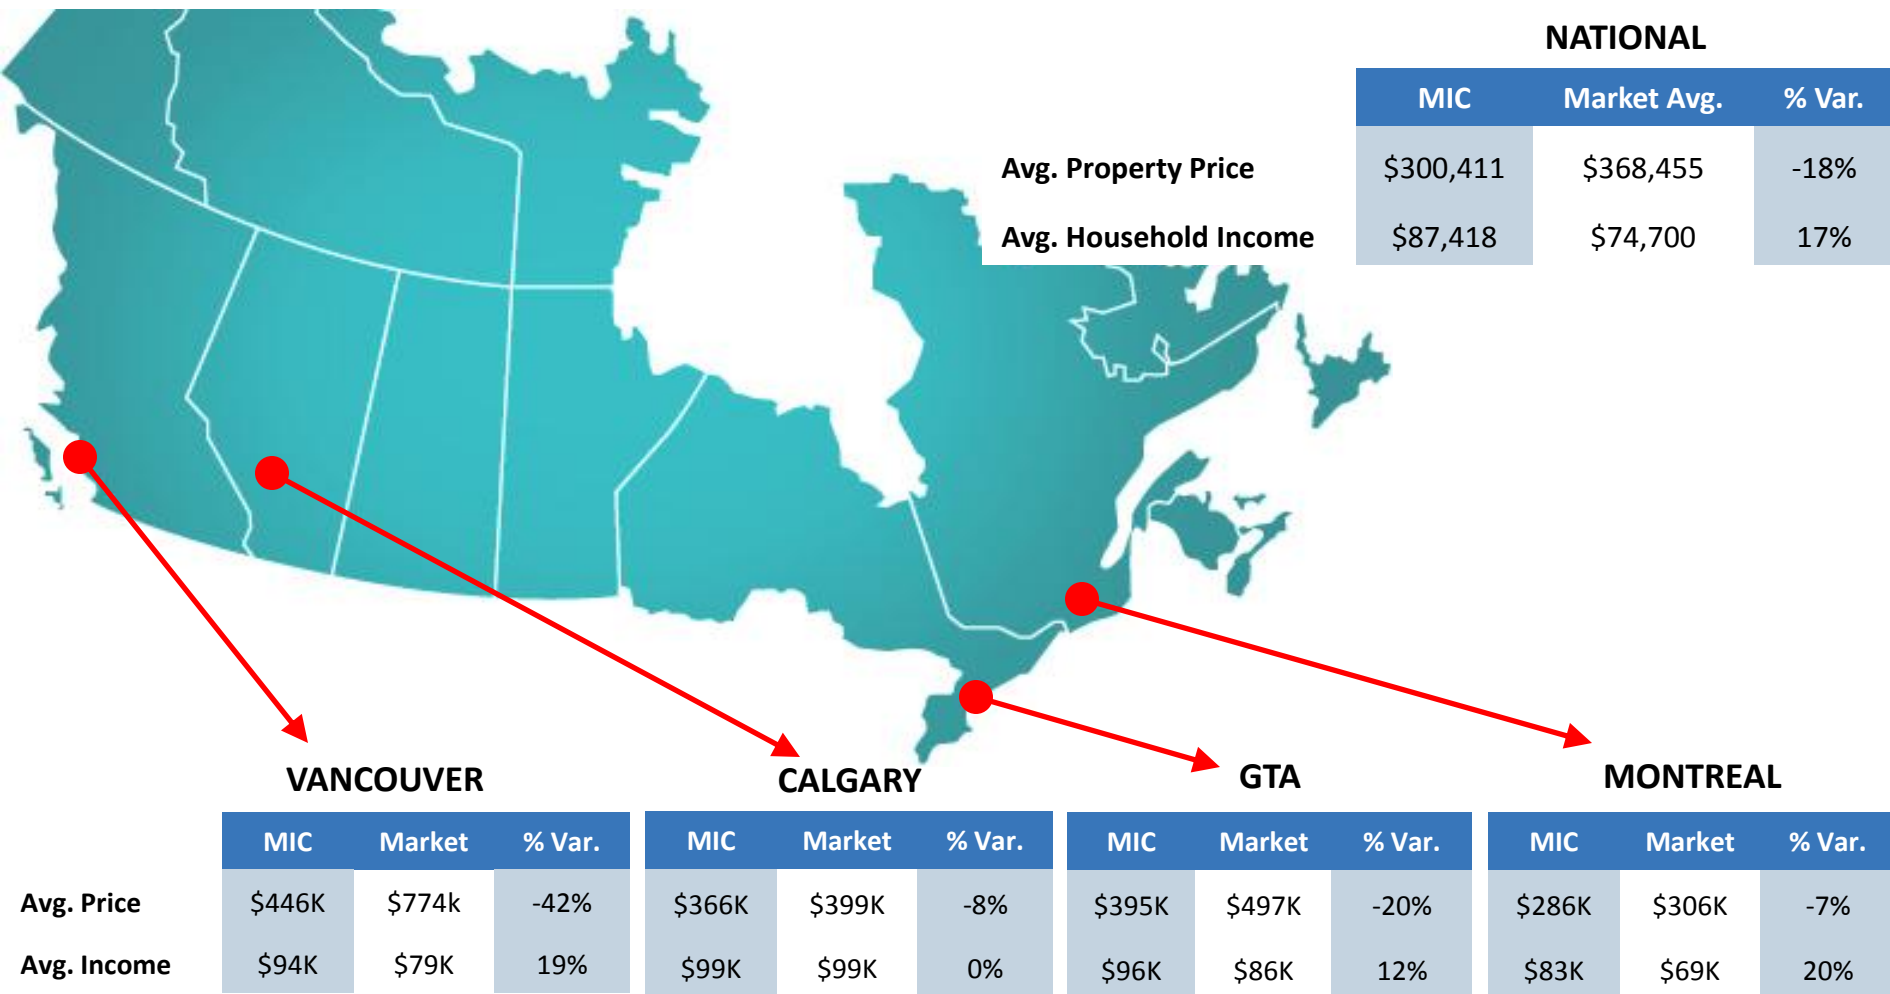 NATIONAL
MIC Market Avg. % Var.
Avg. Property Price $300,411 $368,455 -18%
Avg. Household Income $87,418 $74,700 17%
VANCOUVER CALGARY GTA MONTREAL
MIC Market % Var. MIC Market % Var. MIC Market % Var. MIC Market % Var.
Avg. Price $446K $774k -42% $366K $399K -8% $395K $497K -20% $286K $306K -7%
Avg. Income $94K $79K 19% $99K $99K 0% $96K $86K 12% $83K $69K 20%